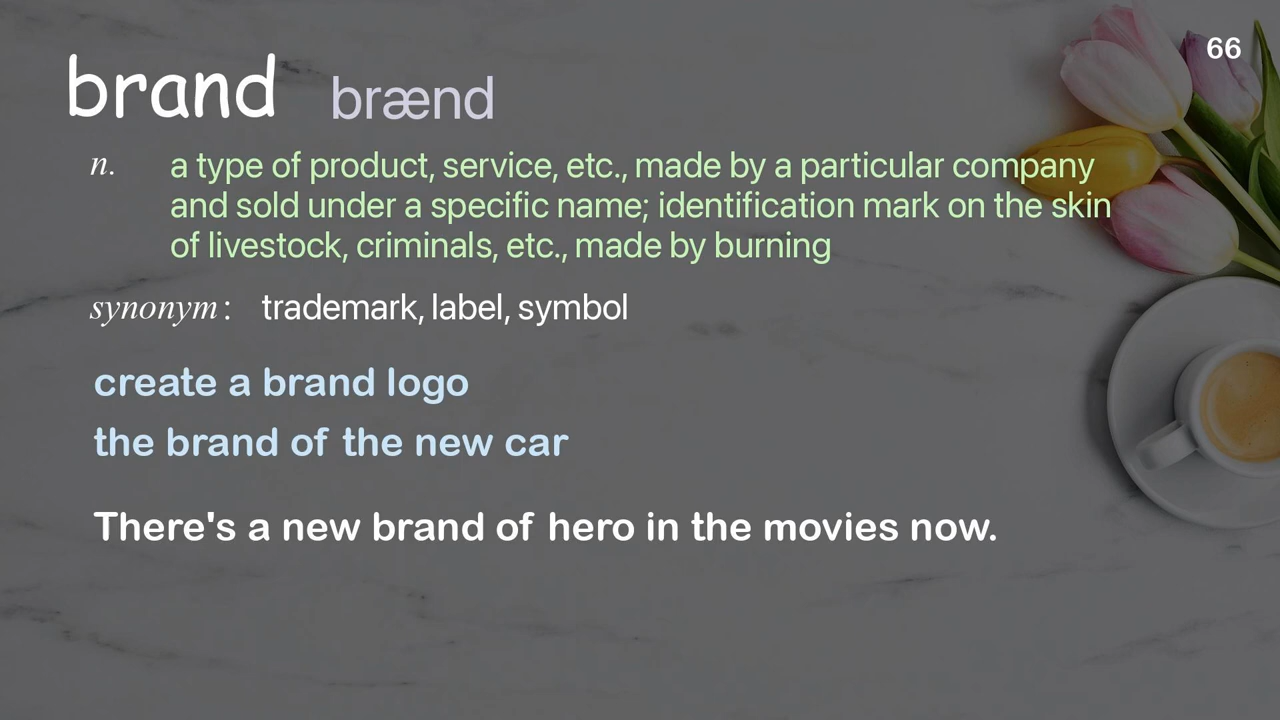 66
brand brænd
n. a type of product, service, etc., made by a particular company
and sold under a specific name; identification mark on the skin
of livestock, criminals, etc., made by burning
synonym: trademark, label, symbol
create a brand logo
the brand of the new car
There's a new brand of hero in the movies now.